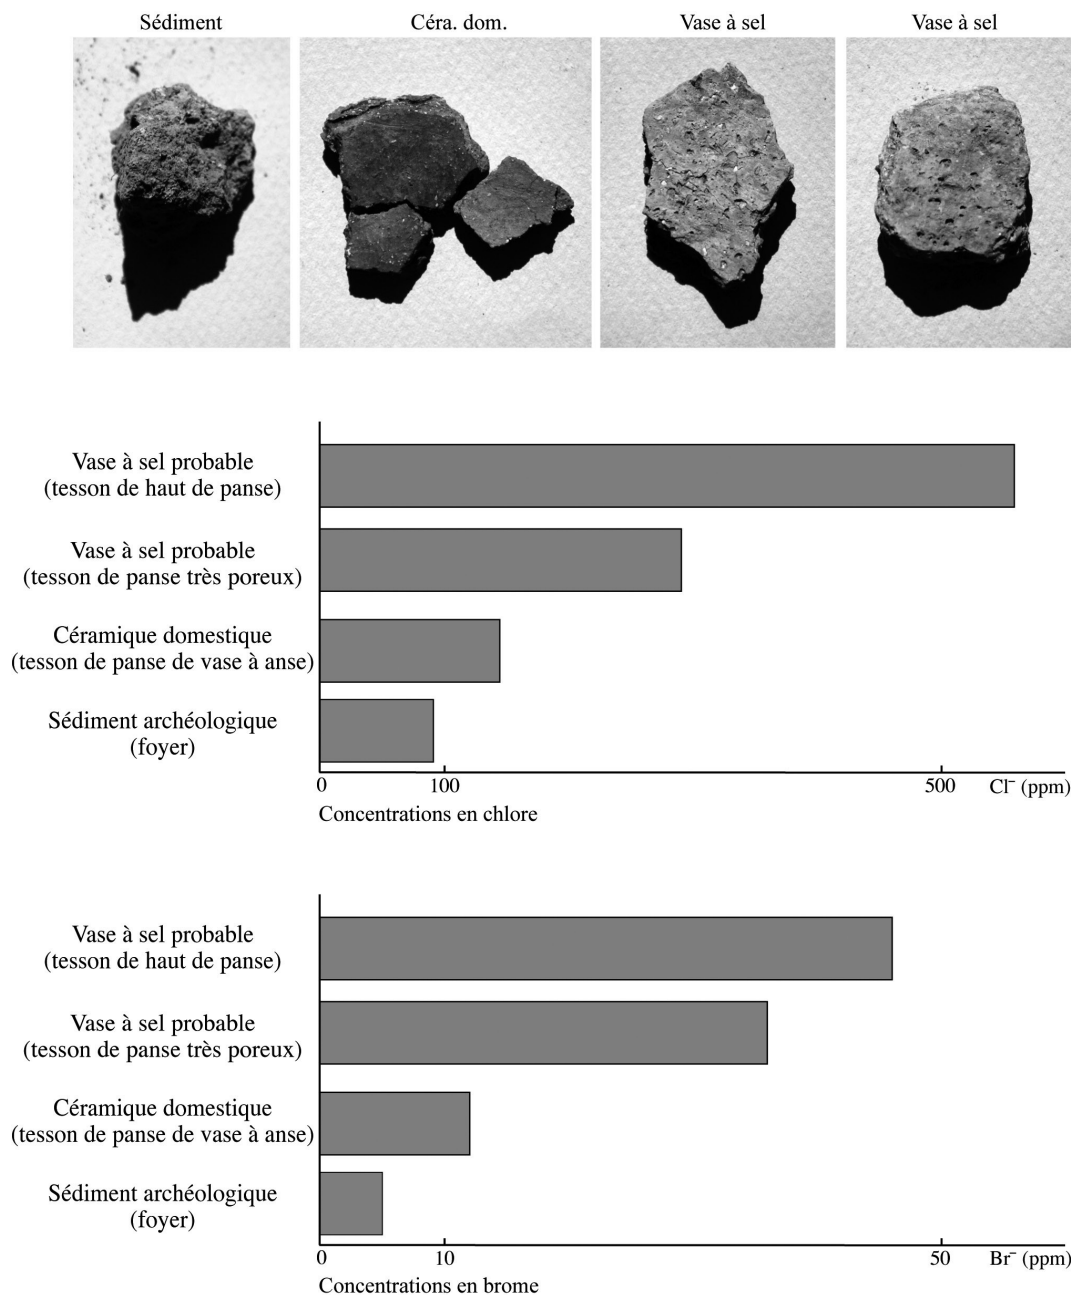 Sédiment
Céra. dom.
Vase à sel
Vase à sel
Vase à sel probable
(tesson de haut de panse)
Vase à sel probable
(tesson de panse très poreux)
Céramique domestique
(tesson de panse de vase à anse)
Sédiment archéologique
(foyer)
0 100 500 Cl⁻ (ppm)
Concentrations en chlore
Vase à sel probable
(tesson de haut de panse)
Vase à sel probable
(tesson de panse très poreux)
Céramique domestique
(tesson de panse de vase à anse)
Sédiment archéologique
(foyer)
0 10 50 Br⁻ (ppm)
Concentrations en brome